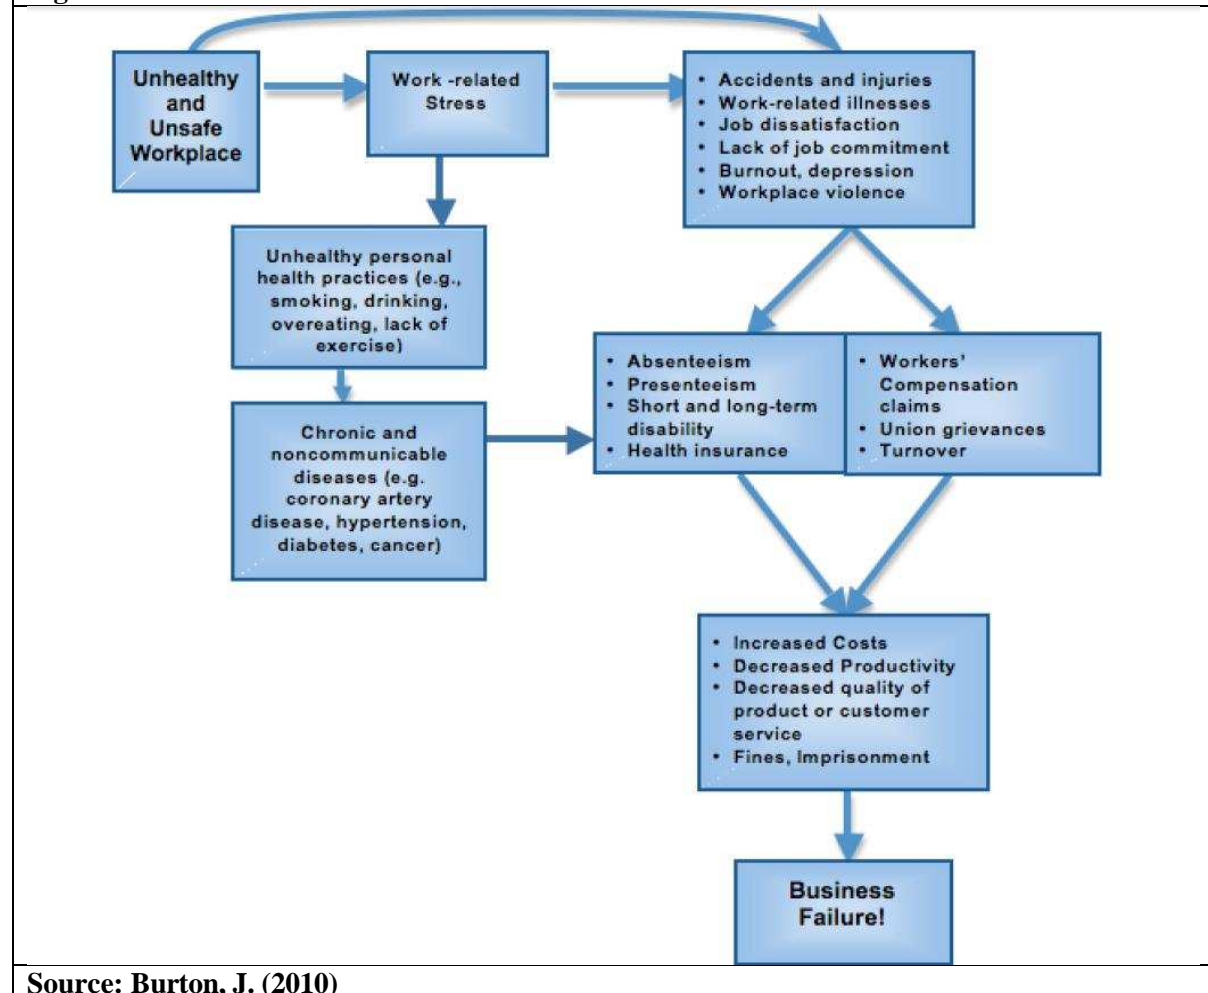 Unhealthy
and
Unsafe
Workplace
Work -related
Stress
• Accidents and injuries
• Work-related illnesses
• Job dissatisfaction
• Lack of job commitment
• Burnout, depression
• Workplace violence
Unhealthy personal
health practices (e.g.,
smoking, drinking,
overeating, lack of
exercise)
• Absenteeism
• Presenteeism
• Short and long-term
disability
• Health insurance
• Workers’
Compensation
claims
• Union grievances
• Turnover
Chronic and
noncommunicable
diseases (e.g.
coronary artery
disease, hypertension,
diabetes, cancer)
• Increased Costs
• Decreased Productivity
• Decreased quality of
product or customer
service
• Fines, Imprisonment
Business
Failure!
Source: Burton, J. (2010)